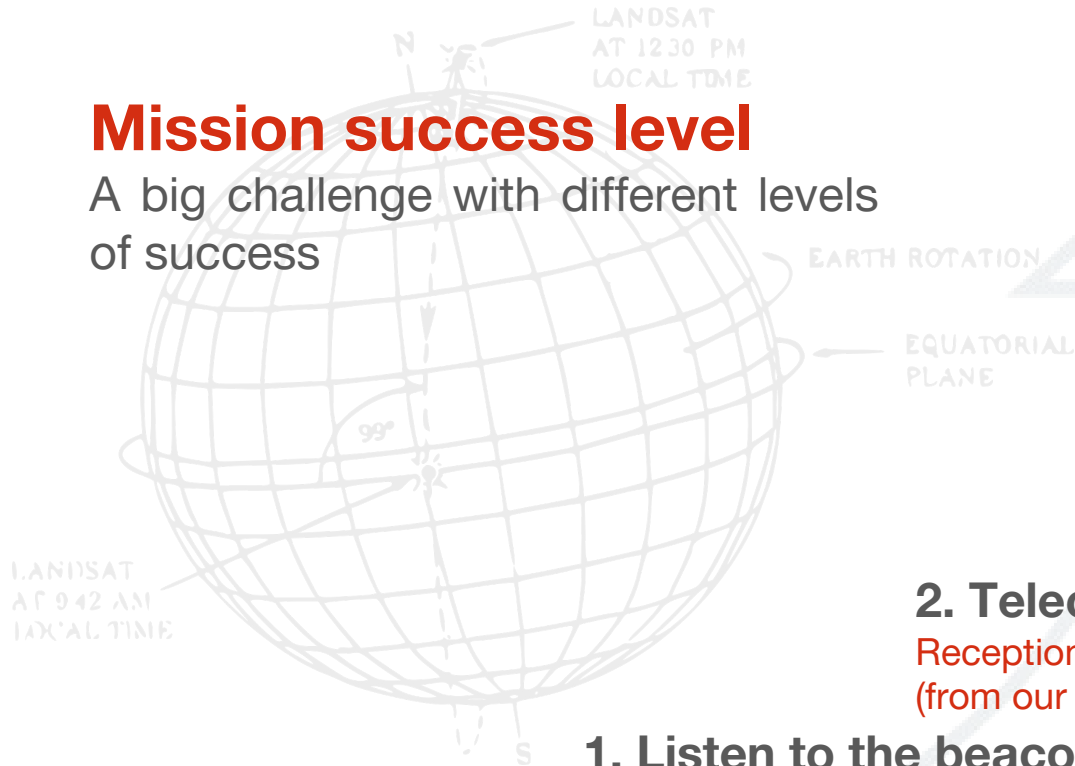 LANDSAT
AT 12 30 PM
LOCAL TIME
N
Mission success level
A big challenge with different levels
of success
EARTH ROTATION
EQUATORIAL
PLANE
99°
LANDSAT
AT 9 42 AM
LOCAL TIME
2. Telec
Reception
(from our
S
1. Listen to the beaco